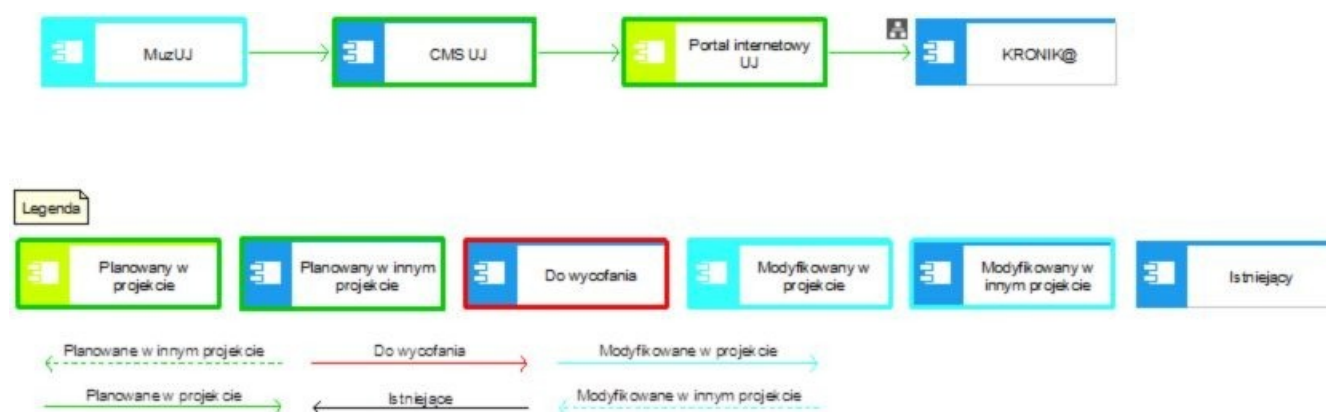 MuzUJ
CMS UJ
Portal internetowy
UJ
KRONIK@
Legenda
Planowany w
projekcie
Planowany w innym
projekcie
Do wycofania
Modyfikowany w
projekcie
Modyfikowany w
innym projekcie
Istniejący
Planowane w innym projekcie
Do wycofania
Modyfikowane w projekcie
Planowane w projekcie
Istniejące
Modyfikowane w innym projekcie